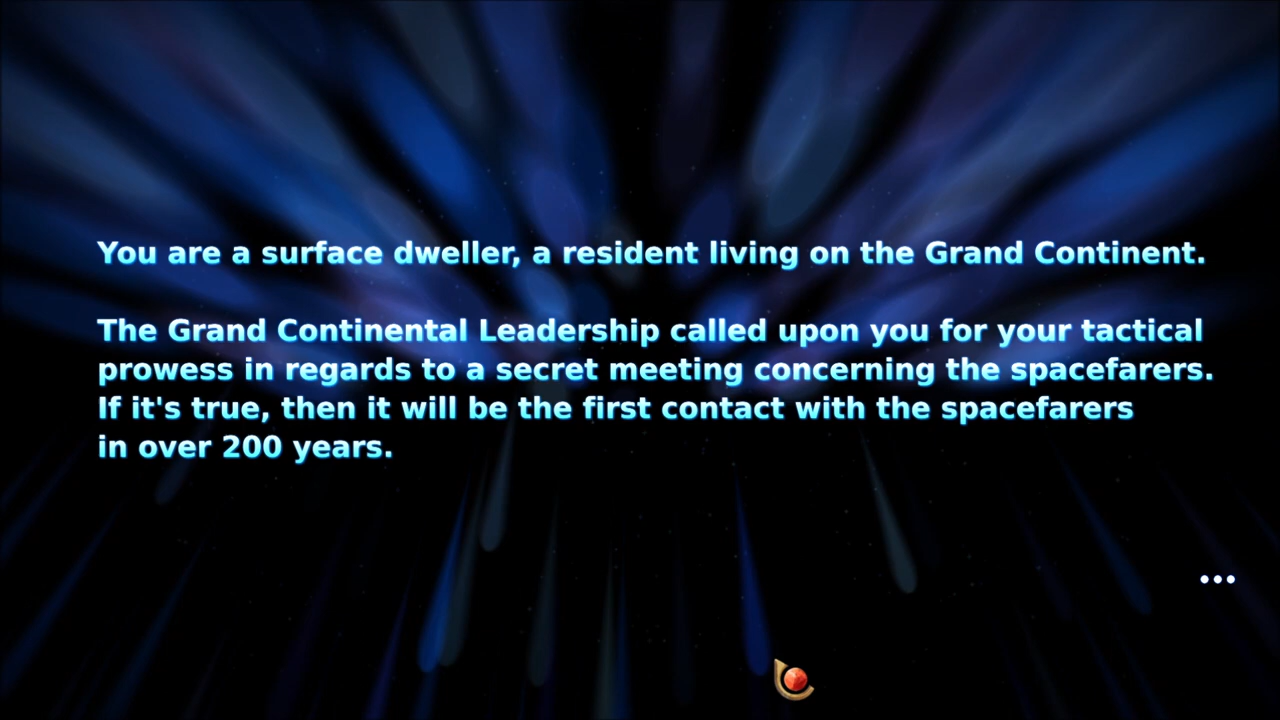 You are a surface dweller, a resident living on the Grand Continent.
The Grand Continental Leadership called upon you for your tactical
prowess in regards to a secret meeting concerning the spacefarers.
If it's true, then it will be the first contact with the spacefarers
in over 200 years.
...